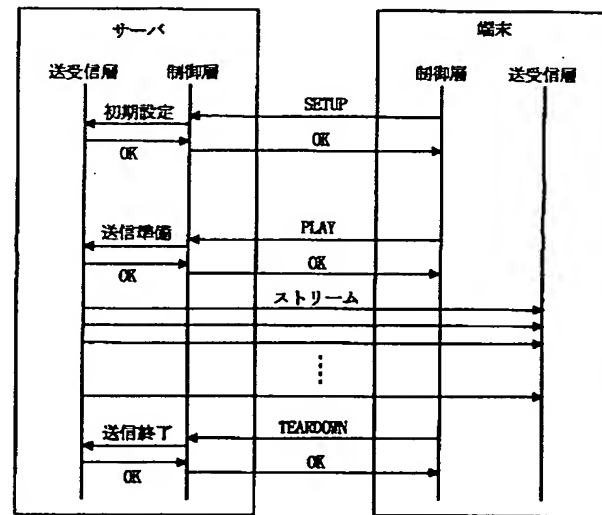 サーバ
端末
送受信層
制御層
制御層
送受信層
初期設定
SETUP
OK
OK
送信準備
PLAY
OK
OK
ストリーム
送信終了
TEARDOWN
OK
OK